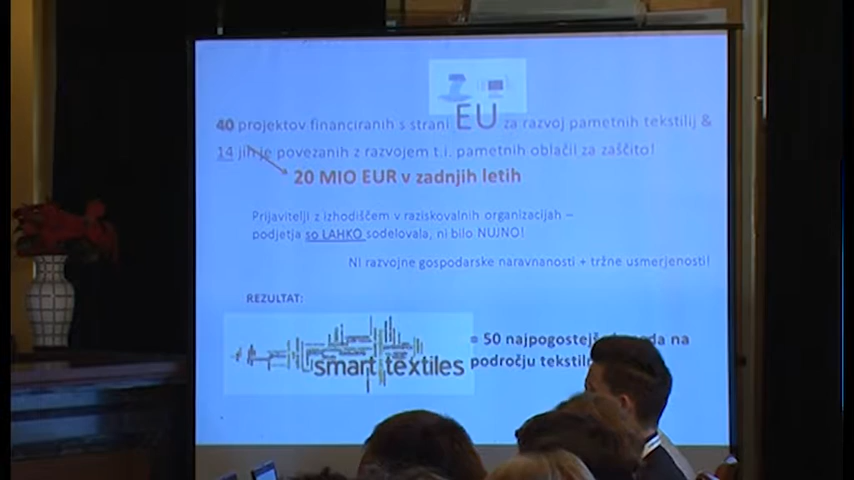 40 projektov financiranih s strani EU za razvoj pametnih tekstilij &
14 jih je povezanih z razvojem t.i. pametnih oblačil za zaščito!
20 MIO EUR v zadnjih letih
Prijavitelji z izhodiščem v raziskovalnih organizacijah –
podjetja so LAHKO sodelovala, ni bilo NUJNO!
NI razvojne gospodarske naravnanosti + tržne usmerjenosti!
REZULTAT:
smart textiles
= 50 na
področju